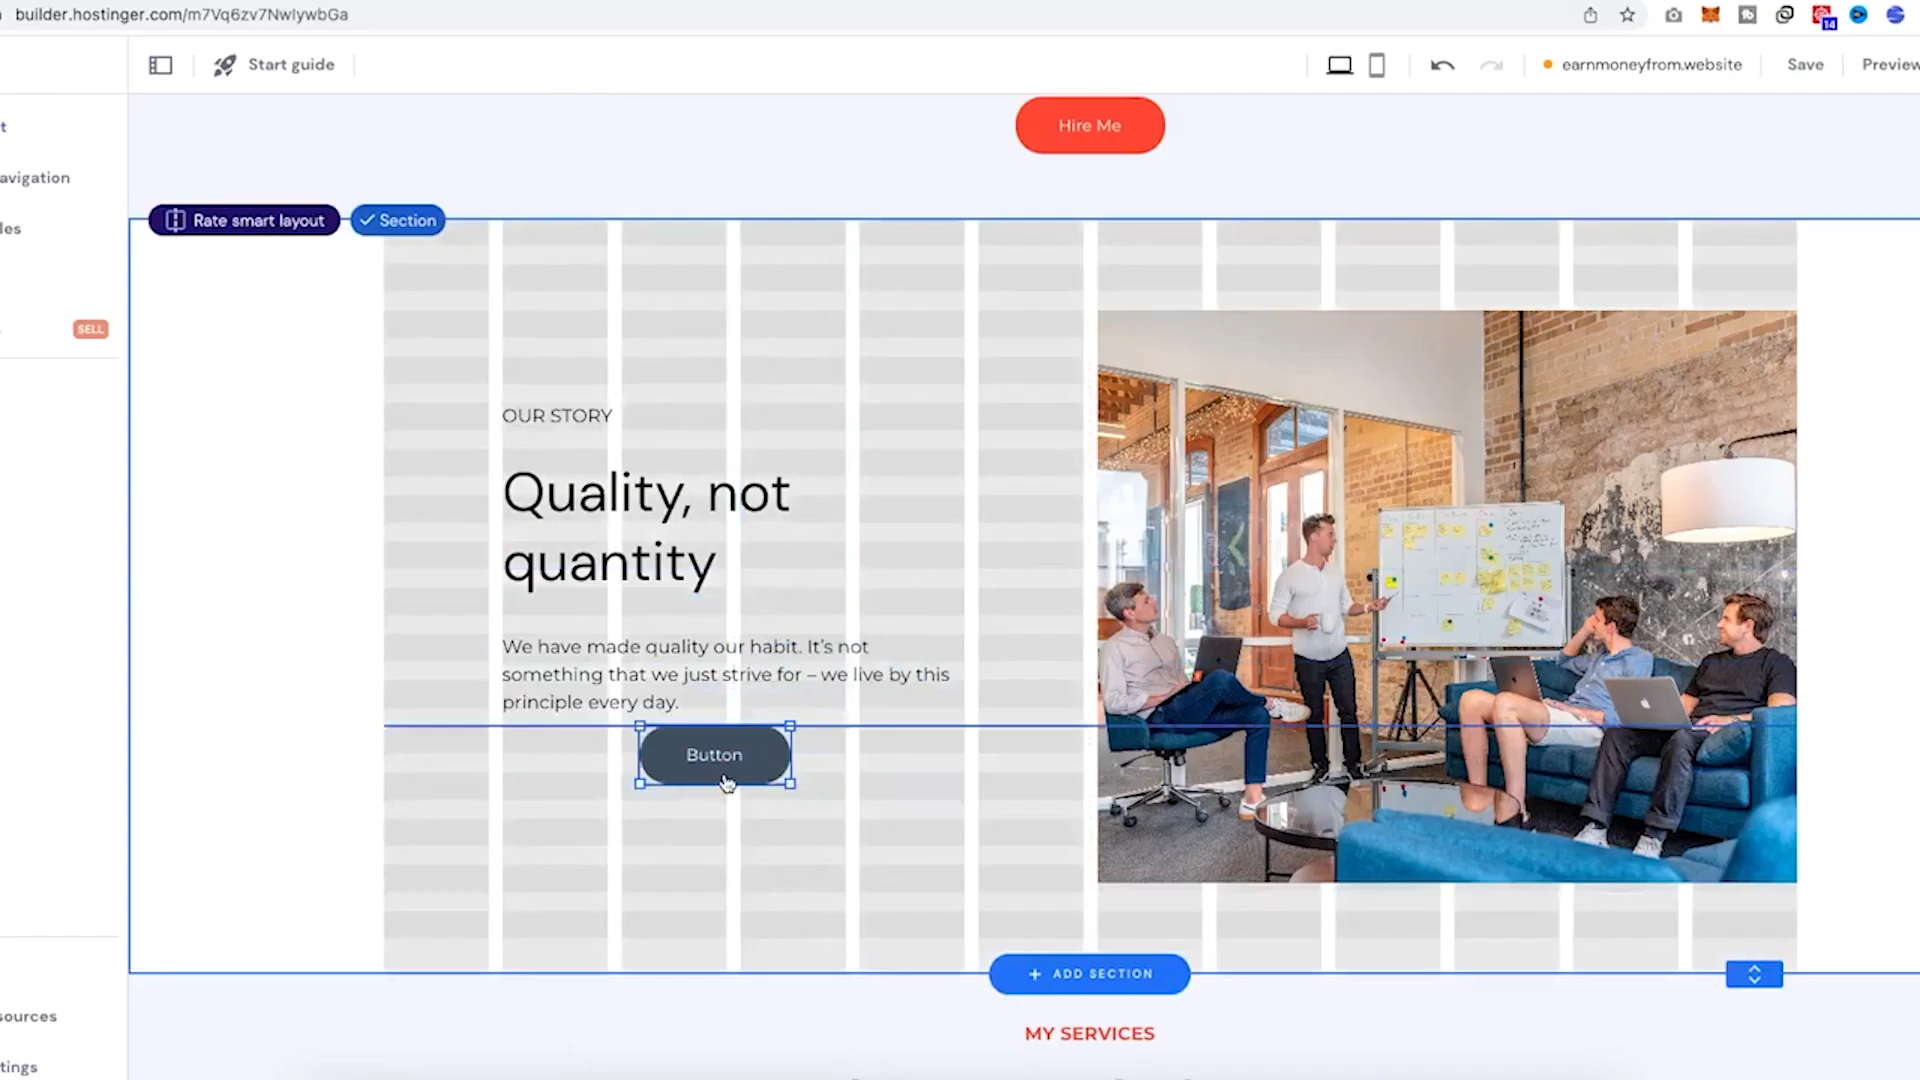 builder.hostinger.com/m7Vq6zv7NwlywbGa
14
Start guide
earnmoneyfrom.website
Save
Preview
t
avigation
les
SELL
sources
tings
Hire Me
Rate smart layout
Section
OUR STORY
Quality, not
quantity
We have made quality our habit. It's not
something that we just strive for – we live by this
principle every day.
Button
+ ADD SECTION
MY SERVICES